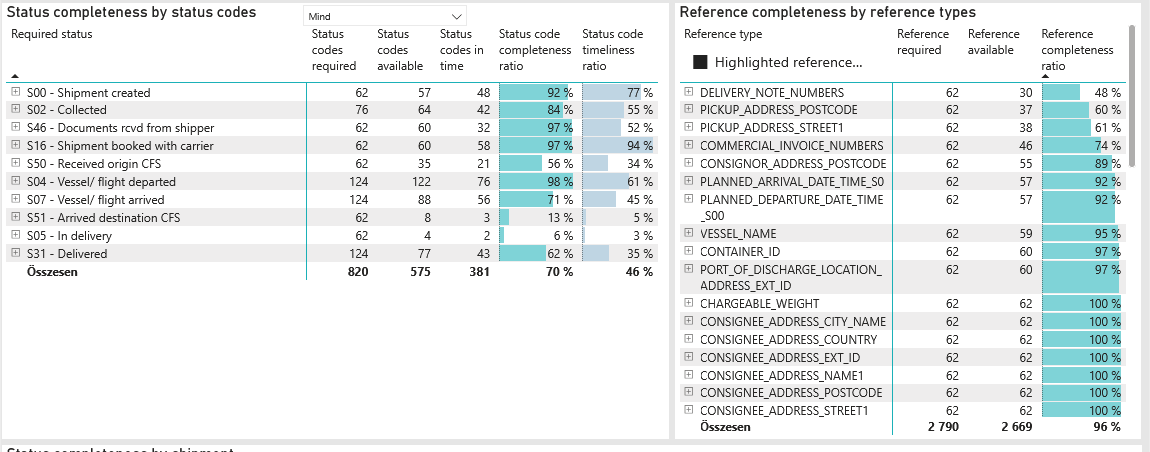 Status completeness by status codes
Mind
Required status Status codes required Status codes available Status codes in time Status code completeness ratio Status code timeliness ratio
S00 - Shipment created 62 57 48 92 % 77 %
S02 - Collected 76 64 42 84 % 55 %
S46 - Documents rcvd from shipper 62 60 32 97 % 52 %
S16 - Shipment booked with carrier 62 60 58 97 % 94 %
S50 - Received origin CFS 62 35 21 56 % 34 %
S04 - Vessel/ flight departed 124 122 76 98 % 61 %
S07 - Vessel/ flight arrived 124 88 56 71 % 45 %
S51 - Arrived destination CFS 62 8 3 13 % 5 %
S05 - In delivery 62 4 2 6 % 3 %
S31 - Delivered 124 77 43 62 % 35 %
Összesen 820 575 381 70 % 46 %
Reference completeness by reference types
Reference type Reference required Reference available Reference completeness ratio
Highlighted reference...
DELIVERY_NOTE_NUMBERS 62 30 48 %
PICKUP_ADDRESS_POSTCODE 62 37 60 %
PICKUP_ADDRESS_STREET1 62 38 61 %
COMMERCIAL_INVOICE_NUMBERS 62 46 74 %
CONSIGNOR_ADDRESS_POSTCODE 62 55 89 %
PLANNED_ARRIVAL_DATE_TIME_S0 62 57 92 %
PLANNED_DEPARTURE_DATE_TIME 62 57 92 %
_S00
VESSEL_NAME 62 59 95 %
CONTAINER_ID 62 60 97 %
PORT_OF_DISCHARGE_LOCATION_ 62 60 97 %
ADDRESS_EXT_ID
CHARGEABLE_WEIGHT 62 62 100 %
CONSIGNEE_ADDRESS_CITY_NAME 62 62 100 %
CONSIGNEE_ADDRESS_COUNTRY 62 62 100 %
CONSIGNEE_ADDRESS_EXT_ID 62 62 100 %
CONSIGNEE_ADDRESS_NAME1 62 62 100 %
CONSIGNEE_ADDRESS_POSTCODE 62 62 100 %
CONSIGNEE_ADDRESS_STREET1 62 62 100 %
Összesen 2 790 2 669 96 %
Status completeness by shipment